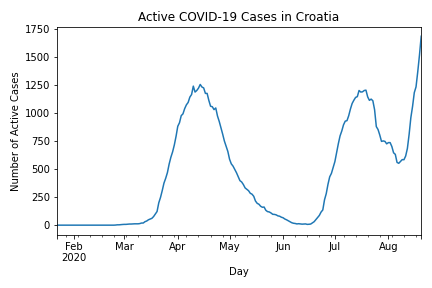 Active COVID-19 Cases in Croatia
1750
1500
1250
1000
750
500
250
0
Number of Active Cases
Feb Mar Apr May Jun Jul Aug
2020
Day